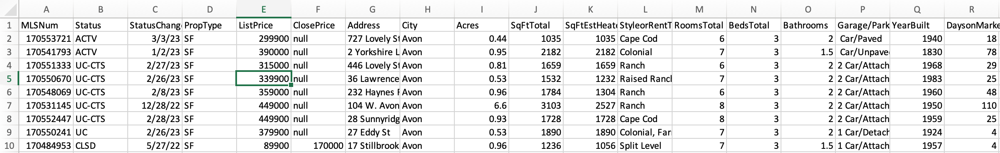 A B C D E F G H I J K L M N O P Q R
1 MLSNum Status StatusChang PropType ListPrice ClosePrice Address City Acres SqFtTotal SqFtEstHeate StyleorRentT RoomsTotal BedsTotal Bathrooms Garage/Park YearBuilt DaysonMarke
2 170553721 ACTV 3/3/23 SF 299900 null 727 Lovely St Avon 0.44 1035 1035 Cape Cod 6 3 2 Car/Paved 1940 18
3 170541793 ACTV 1/2/23 SF 390000 null 2 Yorkshire L Avon 0.95 2182 2182 Colonial 7 3 1.5 Car/Unpave 1830 78
4 170551333 UC-CTS 2/27/23 SF 315000 null 446 Lovely St Avon 0.81 1659 1659 Ranch 6 3 2 2 Car/Attach 1968 29
5 170550670 UC-CTS 2/26/23 SF 339900 null 36 Lawrence Avon 0.53 1532 1232 Raised Ranch 7 3 2 2 Car/Attach 1983 25
6 170548069 UC-CTS 2/8/23 SF 359000 null 232 Haynes Avon 0.96 1784 1304 Ranch 6 3 2 2 Car/Attach 1960 48
7 170531145 UC-CTS 12/28/22 SF 449000 null 104 W. Avon Avon 6.6 3103 2527 Ranch 8 3 2 2 Car/Attach 1950 110
8 170552447 UC-CTS 2/28/23 SF 449900 null 28 Sunnyridg Avon 0.93 1728 1728 Cape Cod 8 3 2 2 Car/Attach 1959 25
9 170550241 UC 2/26/23 SF 379900 null 27 Eddy St Avon 0.53 1890 1890 Colonial, Far 7 3 2 1 Car/Detach 1924 4
10 170484953 CLSD 5/27/22 SF 89900 170000 17 Stillbrook Avon 0.96 1236 1056 Split Level 7 3 1.5 1 Car/Attach 1957 4